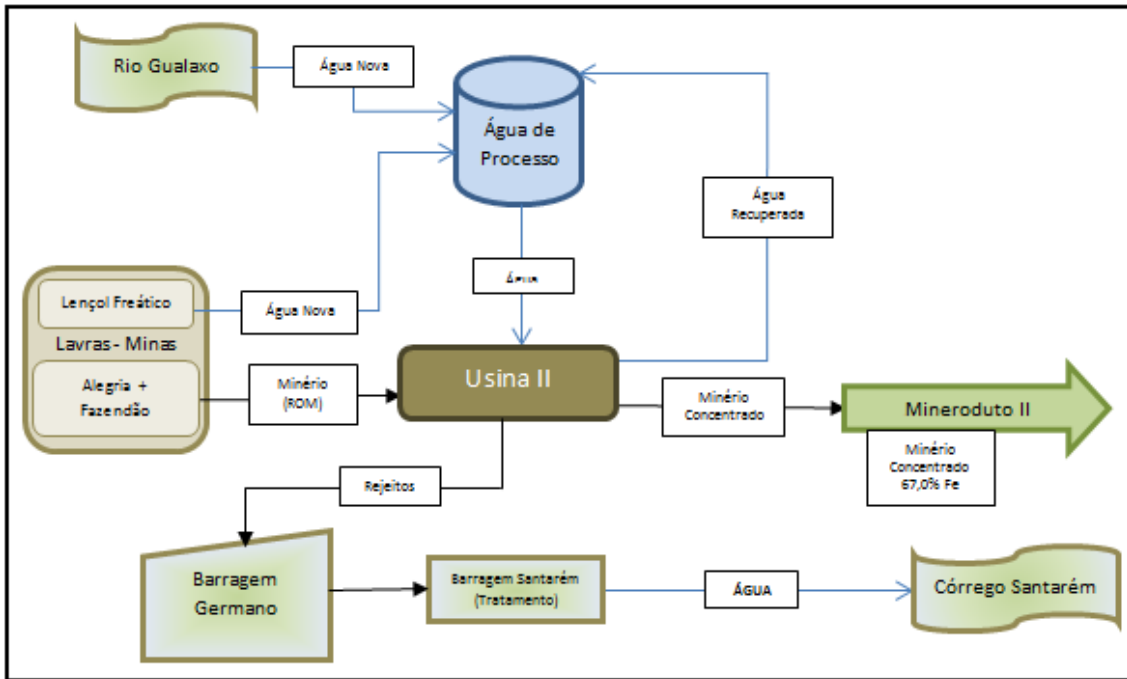 Rio Gualaxo
Água Nova
Água de
Processo
Água
Recuperada
Lençol Freático
Água Nova
Lavras - Minas
Alegria +
Fazendão
Minério
(ROM)
Usina II
Minério
Concentrado
Mineroduto II
Minério
Concentrado
67,0% Fe
Rejeitos
Barragem
Germano
Barragem Santarém
(Tratamento)
ÁGUA
Córrego Santarém